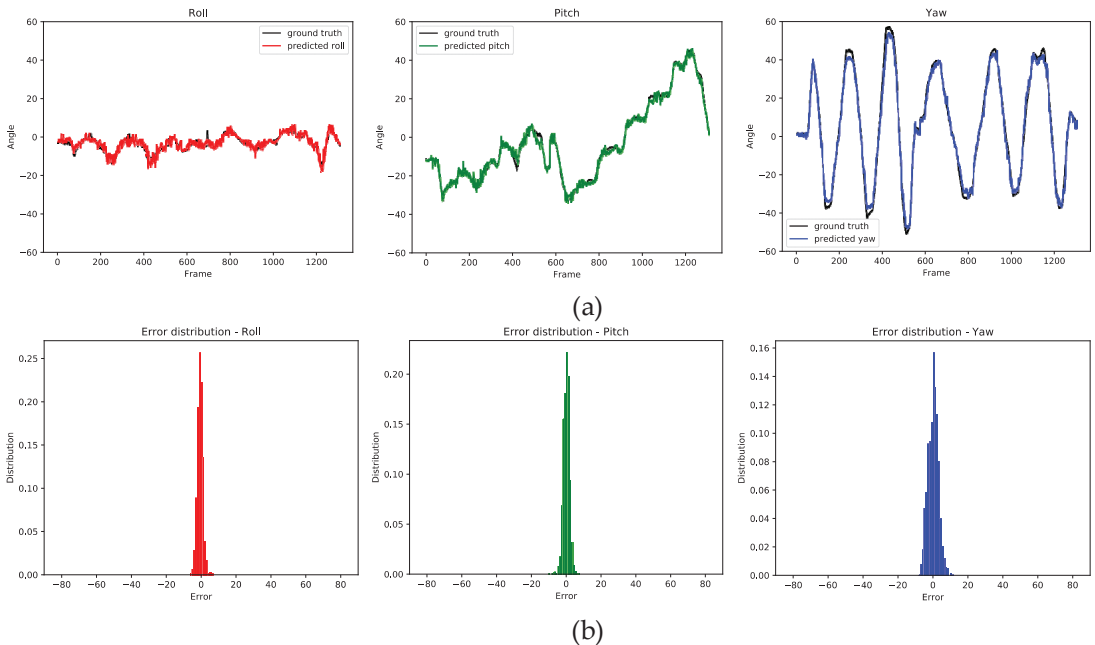 Roll
Pitch
Yaw
60
40
20
0
−20
−40
−60
Angle
ground truth
predicted roll
0 200 400 600 800 1000 1200
Frame
60
40
20
0
−20
−40
−60
Angle
ground truth
predicted pitch
0 200 400 600 800 1000 1200
Frame
60
40
20
0
−20
−40
−60
Angle
ground truth
predicted yaw
0 200 400 600 800 1000 1200
Frame
(a)
Error distribution - Roll
0.25
0.20
0.15
0.10
0.05
0.00
Distribution
−80 −60 −40 −20 0 20 40 60 80
Error
Error distribution - Pitch
0.20
0.15
0.10
0.05
0.00
Distribution
−80 −60 −40 −20 0 20 40 60 80
Error
Error distribution - Yaw
0.16
0.14
0.12
0.10
0.08
0.06
0.04
0.02
0.00
Distribution
−80 −60 −40 −20 0 20 40 60 80
Error
(b)